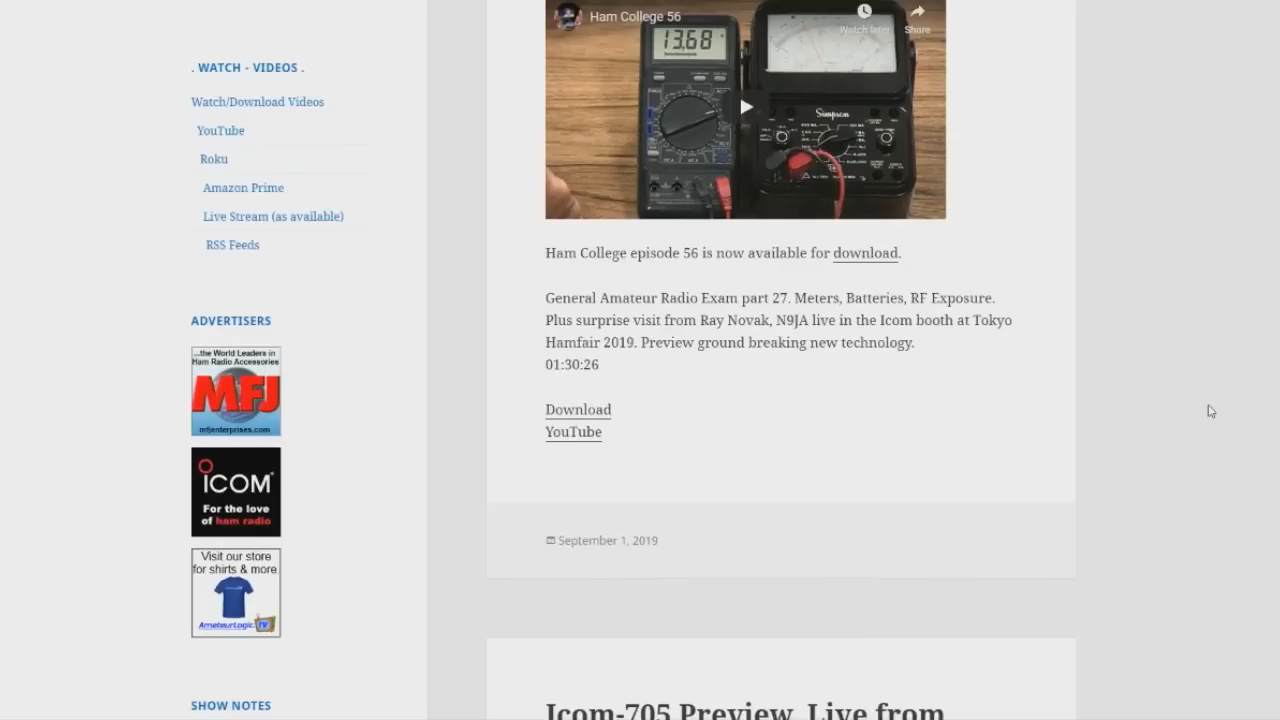 . WATCH - VIDEOS .
Watch/Download Videos
YouTube
Roku
Amazon Prime
Live Stream (as available)
RSS Feeds
ADVERTISERS
...the World Leaders in
Ham Radio Accessories
MFJ
mfjenterprises.com
ICOM
For the love
of ham radio
Visit our store
for shirts & more
AmateurLogic.TV
SHOW NOTES
Ham College 56
Watch later
Share
13.68
Simpson
Ham College episode 56 is now available for download.
General Amateur Radio Exam part 27. Meters, Batteries, RF Exposure.
Plus surprise visit from Ray Novak, N9JA live in the Icom booth at Tokyo
Hamfair 2019. Preview ground breaking new technology.
01:30:26
Download
YouTube
September 1, 2019
Icom-705 Preview, Live from